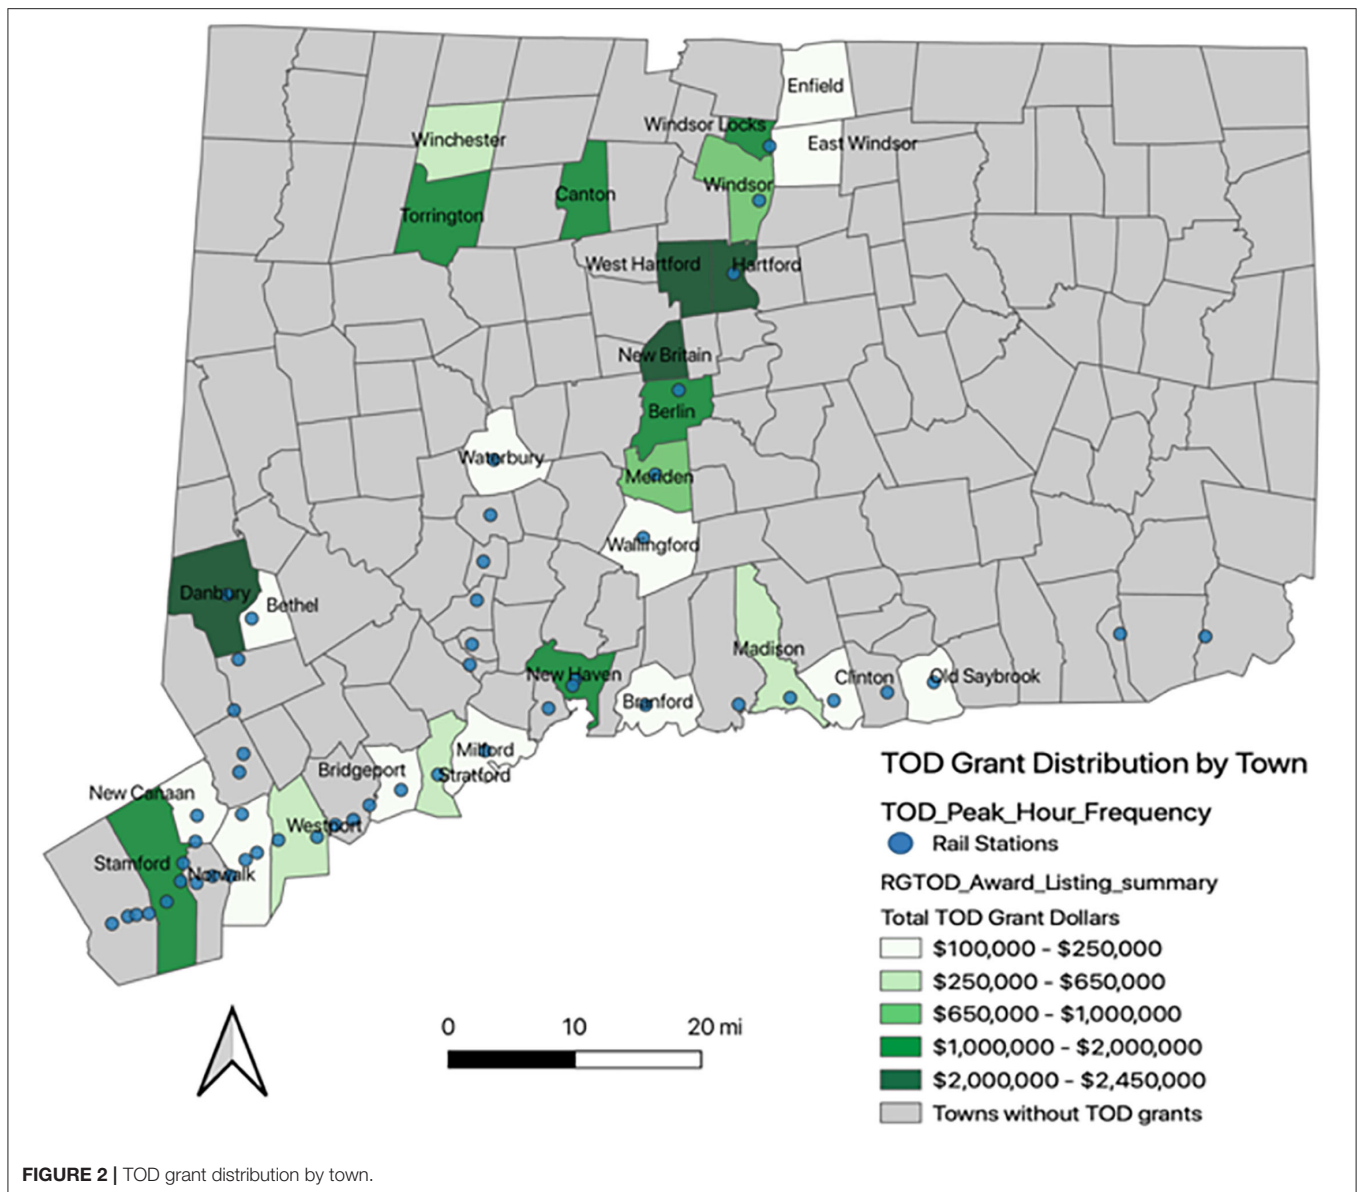 Enfield
Windsor Locks
East Windsor
Winchester
Windsor
Canton
Torrington
West Hartford
Hartford
New Britain
Berlin
Waterbury
Meriden
Wallingford
Danbury
Bethel
Madison
New Haven
Clinton
Old Saybrook
Branford
Milford
Bridgeport
Stratford
New Canaan
Westport
Stamford
Norwalk
TOD Grant Distribution by Town
TOD_Peak_Hour_Frequency
Rail Stations
RGTOD_Award_Listing_summary
Total TOD Grant Dollars
$100,000 - $250,000
$250,000 - $650,000
$650,000 - $1,000,000
$1,000,000 - $2,000,000
$2,000,000 - $2,450,000
Towns without TOD grants
0 10 20 mi
FIGURE 2 | TOD grant distribution by town.